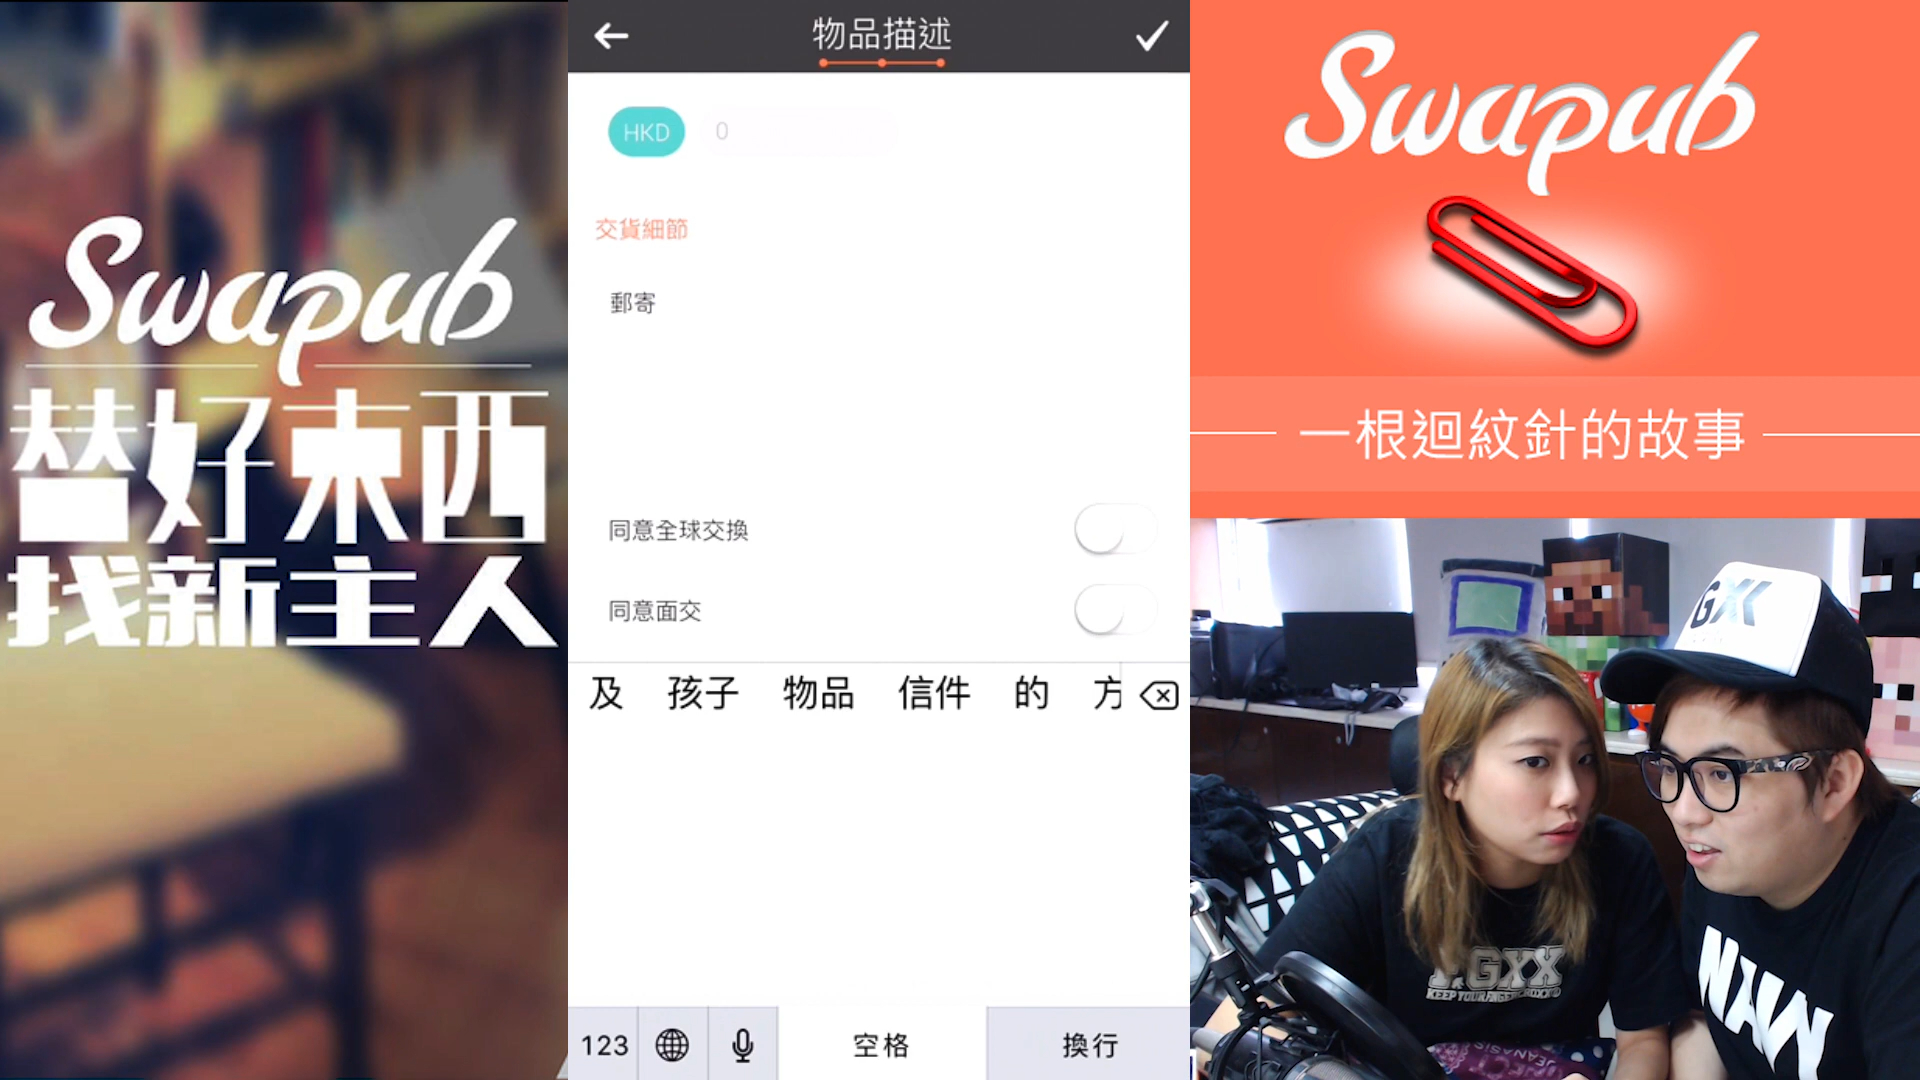 Swapub
替好東西
找新主人
物品描述
HKD 0
交貨細節
郵寄
同意全球交換
同意面交
及 孩子 物品 信件 的 方
123 空格 換行
Swapub
一根迴紋針的故事
GXX
LGXX
NAW